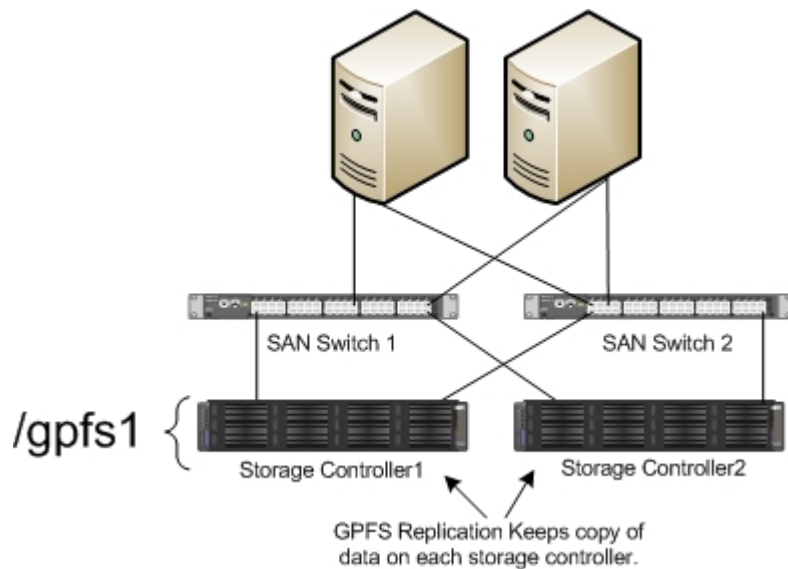 SAN Switch 1
SAN Switch 2
/gpfs1
Storage Controller1
Storage Controller2
GPFS Replication Keeps copy of
data on each storage controller.